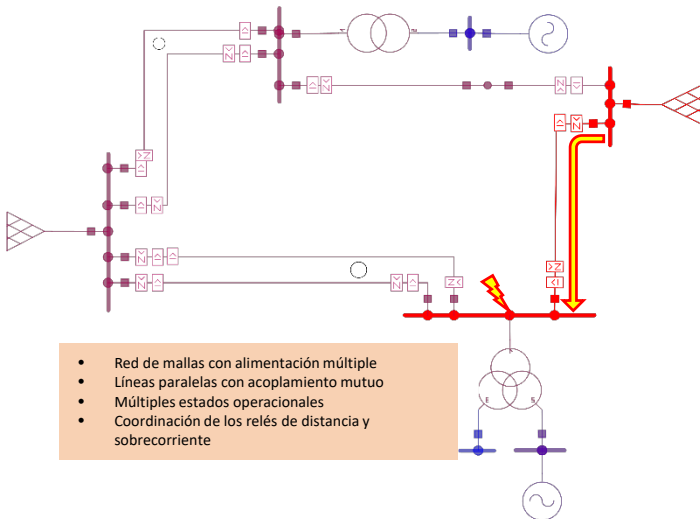 • Red de mallas con alimentación múltiple
• Líneas paralelas con acoplamiento mutuo
• Múltiples estados operacionales
• Coordinación de los relés de distancia y
sobrecorriente